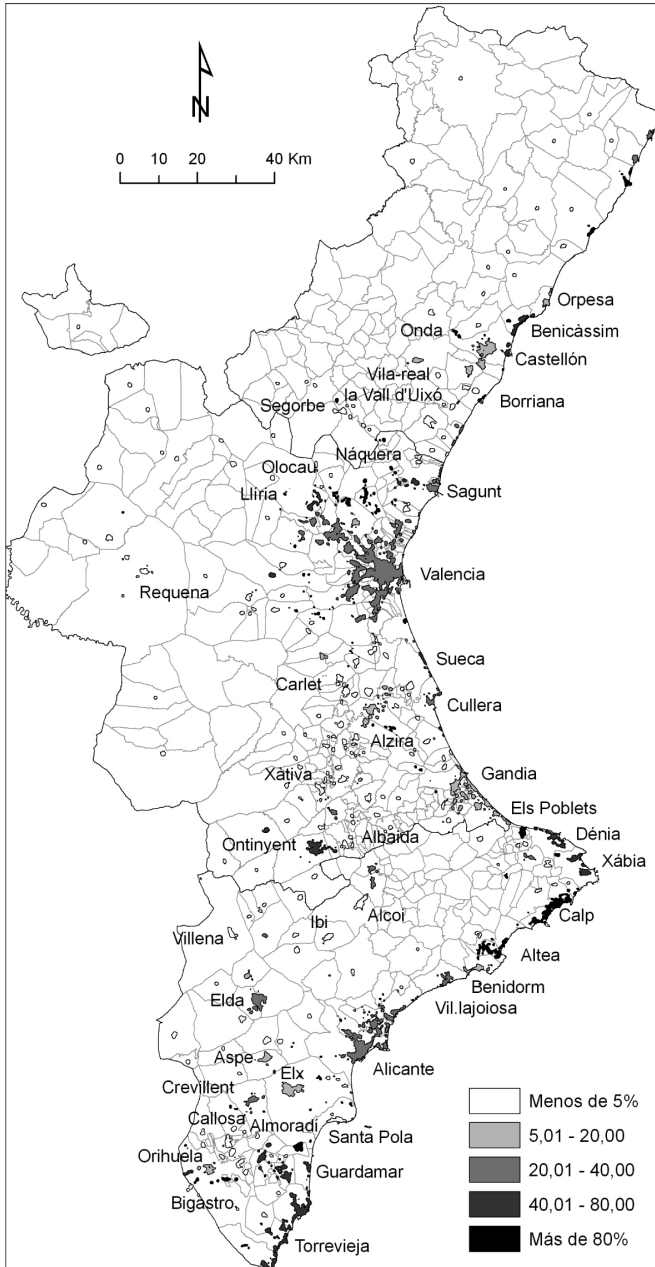 N
0 10 20 40 Km
Orpesa
Onda
Benicàssim
Castellón
Vila-real
la Vall d'Uixó
Borriana
Segorbe
Náquera
Olocau
Llíria
Sagunt
Valencia
Requena
Sueca
Carlet
Cullera
Alzira
Xàtiva
Gandia
Els Poblets
Dénia
Albaida
Ontinyent
Xábia
Ibi
Alcoi
Calp
Villena
Altea
Benidorm
Vil.lajoiosa
Elda
Aspe
Elx
Alicante
Crevillent
Callosa
Almoradí
Santa Pola
Orihuela
Guardamar
Bigastro
Torrevieja
Menos de 5%
5,01 - 20,00
20,01 - 40,00
40,01 - 80,00
Más de 80%